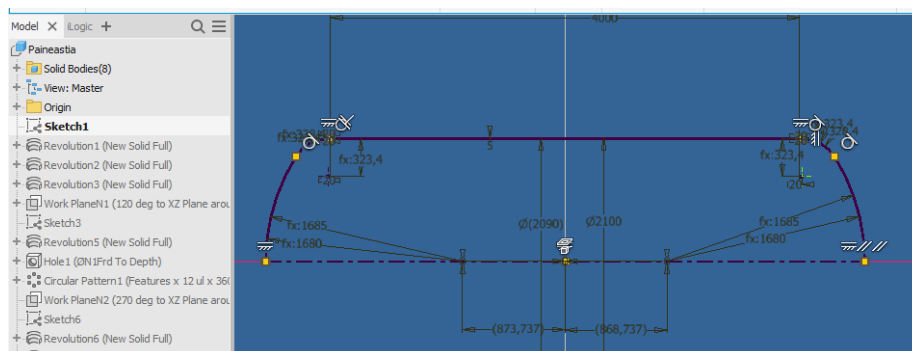 Model
iLogic
Paineastia
Solid Bodies(8)
View: Master
Origin
Sketch1
Revolution1 (New Solid Full)
Revolution2 (New Solid Full)
Revolution3 (New Solid Full)
Work PlaneN1 (120 deg to XZ Plane arou
Sketch3
Revolution5 (New Solid Full)
Hole1 (ØN1Frd To Depth)
Circular Pattern1 (Features x 12 ul x 36
Work PlaneN2 (270 deg to XZ Plane arou
Sketch6
Revolution6 (New Solid Full)
4000
fx:323,4
5
323,4
fx:323,4
20
20
Ø(2090)
Ø2100
fx:1685
fx:1680
fx:1685
fx:1680
(873,737)
(868,737)